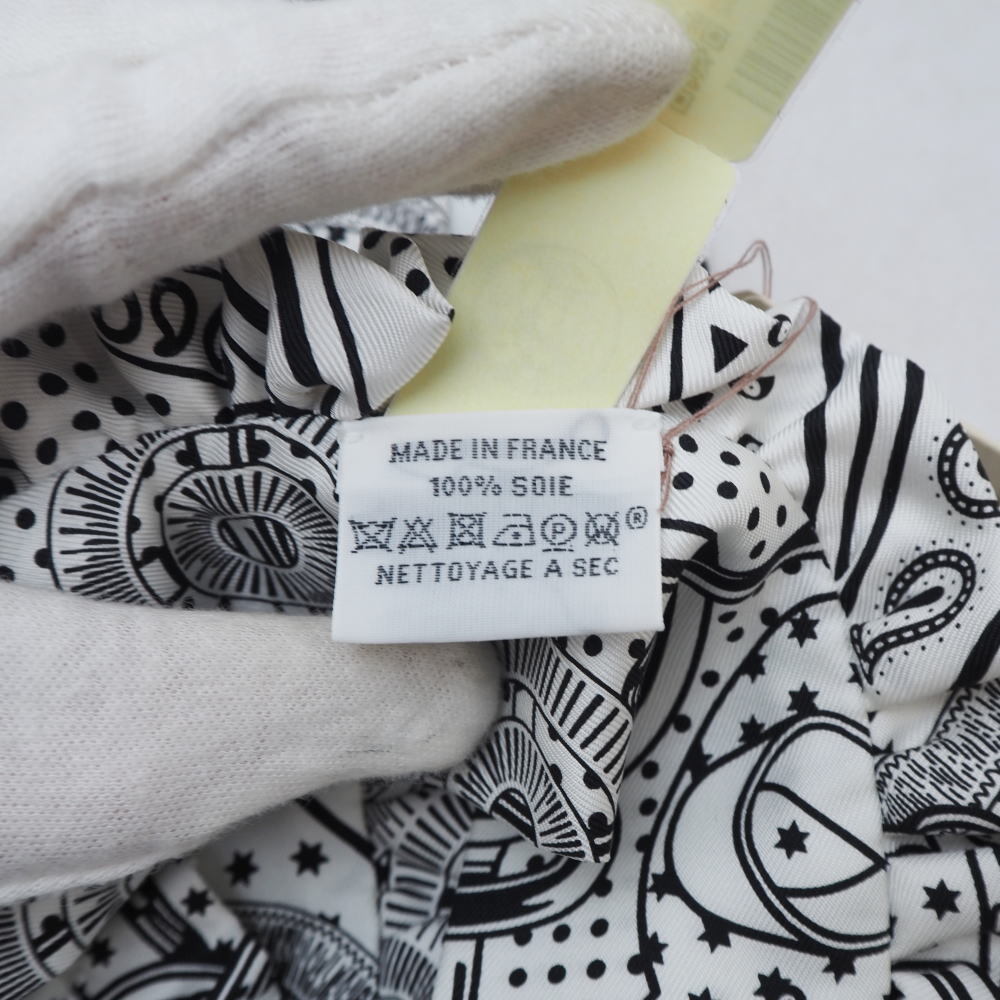 MADE IN FRANCE
100% SOIE
P ®
NETTOYAGE A SEC